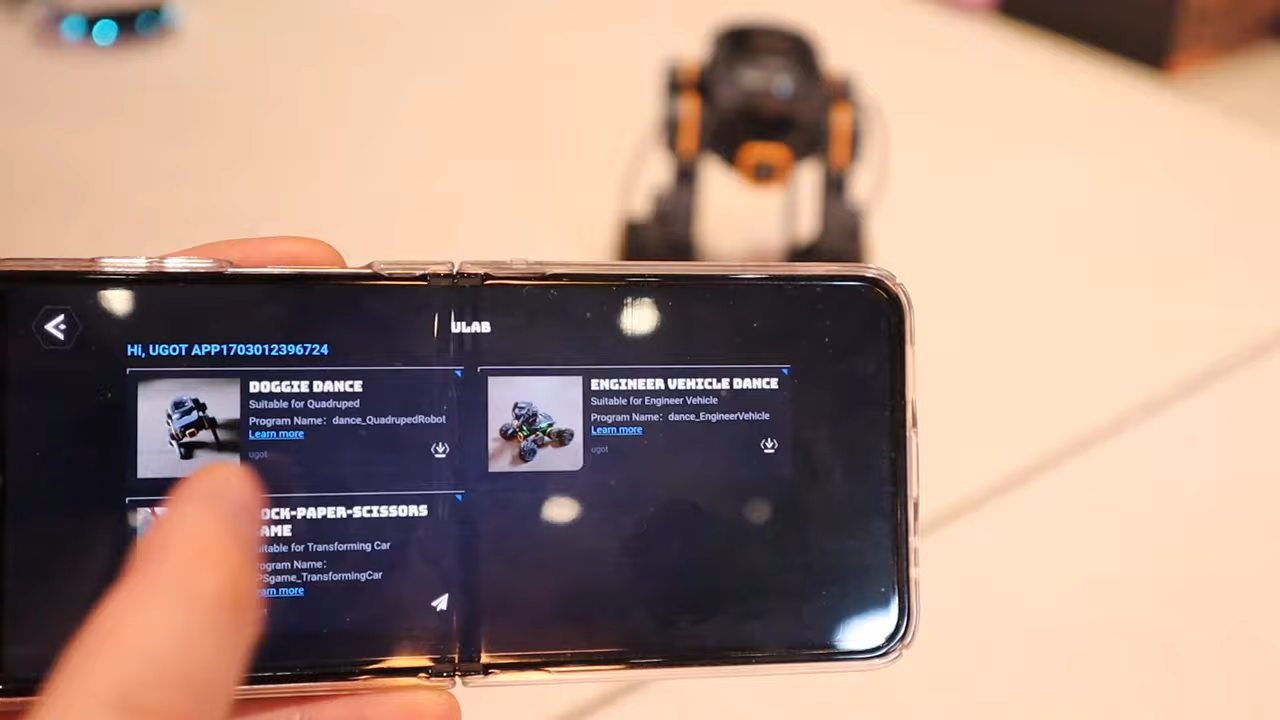 ULAB
Hi, UGOT APP1703012396724
DOGGIE DANCE
Suitable for Quadruped
Program Name: dance_QuadrupedRobot
Learn more
ugot
ENGINEER VEHICLE DANCE
Suitable for Engineer Vehicle
Program Name: dance_EngineerVehicle
Learn more
ugot
OCK-PAPER-SCISSORS
AME
uitable for Transforming Car
rogram Name:
PSgame_TransformingCar
earn more